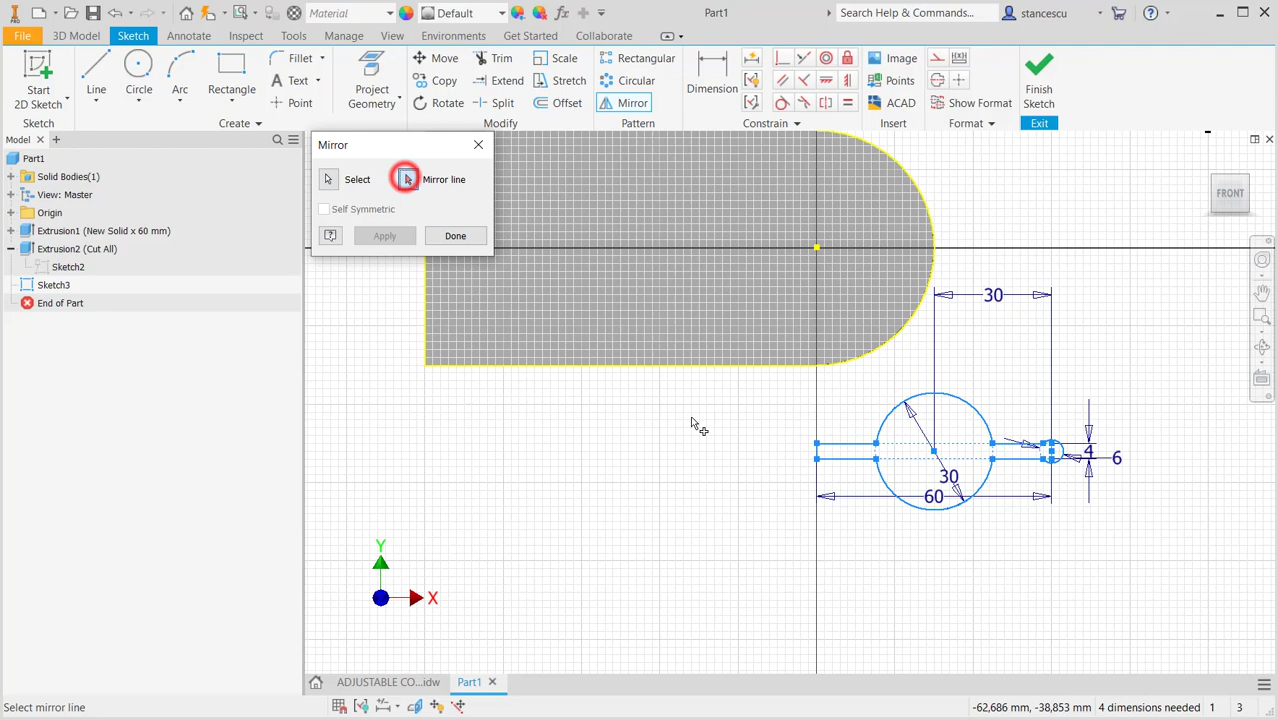 PRO
Material
Default
Part1
Search Help & Commands...
stancescu
File
3D Model
Sketch
Annotate
Inspect
Tools
Manage
View
Environments
Get Started
Collaborate
Start
2D Sketch
Line
Circle
Arc
Rectangle
Fillet
Text
Point
Project
Geometry
Move
Copy
Rotate
Trim
Extend
Split
Scale
Stretch
Offset
Rectangular
Circular
Mirror
Dimension
Image
Points
ACAD
Show Format
Finish
Sketch
Sketch
Create
Modify
Pattern
Constrain
Insert
Format
Exit
Model
Part1
Solid Bodies(1)
View: Master
Origin
Extrusion1 (New Solid x 60 mm)
Extrusion2 (Cut All)
Sketch2
Sketch3
End of Part
Mirror
Select
Mirror line
Self Symmetric
Apply
Done
FRONT
30
4
6
30
60
Y
X
ADJUSTABLE CO...idw
Part1
Select mirror line
-62,686 mm, -38,853 mm
4 dimensions needed
1
3